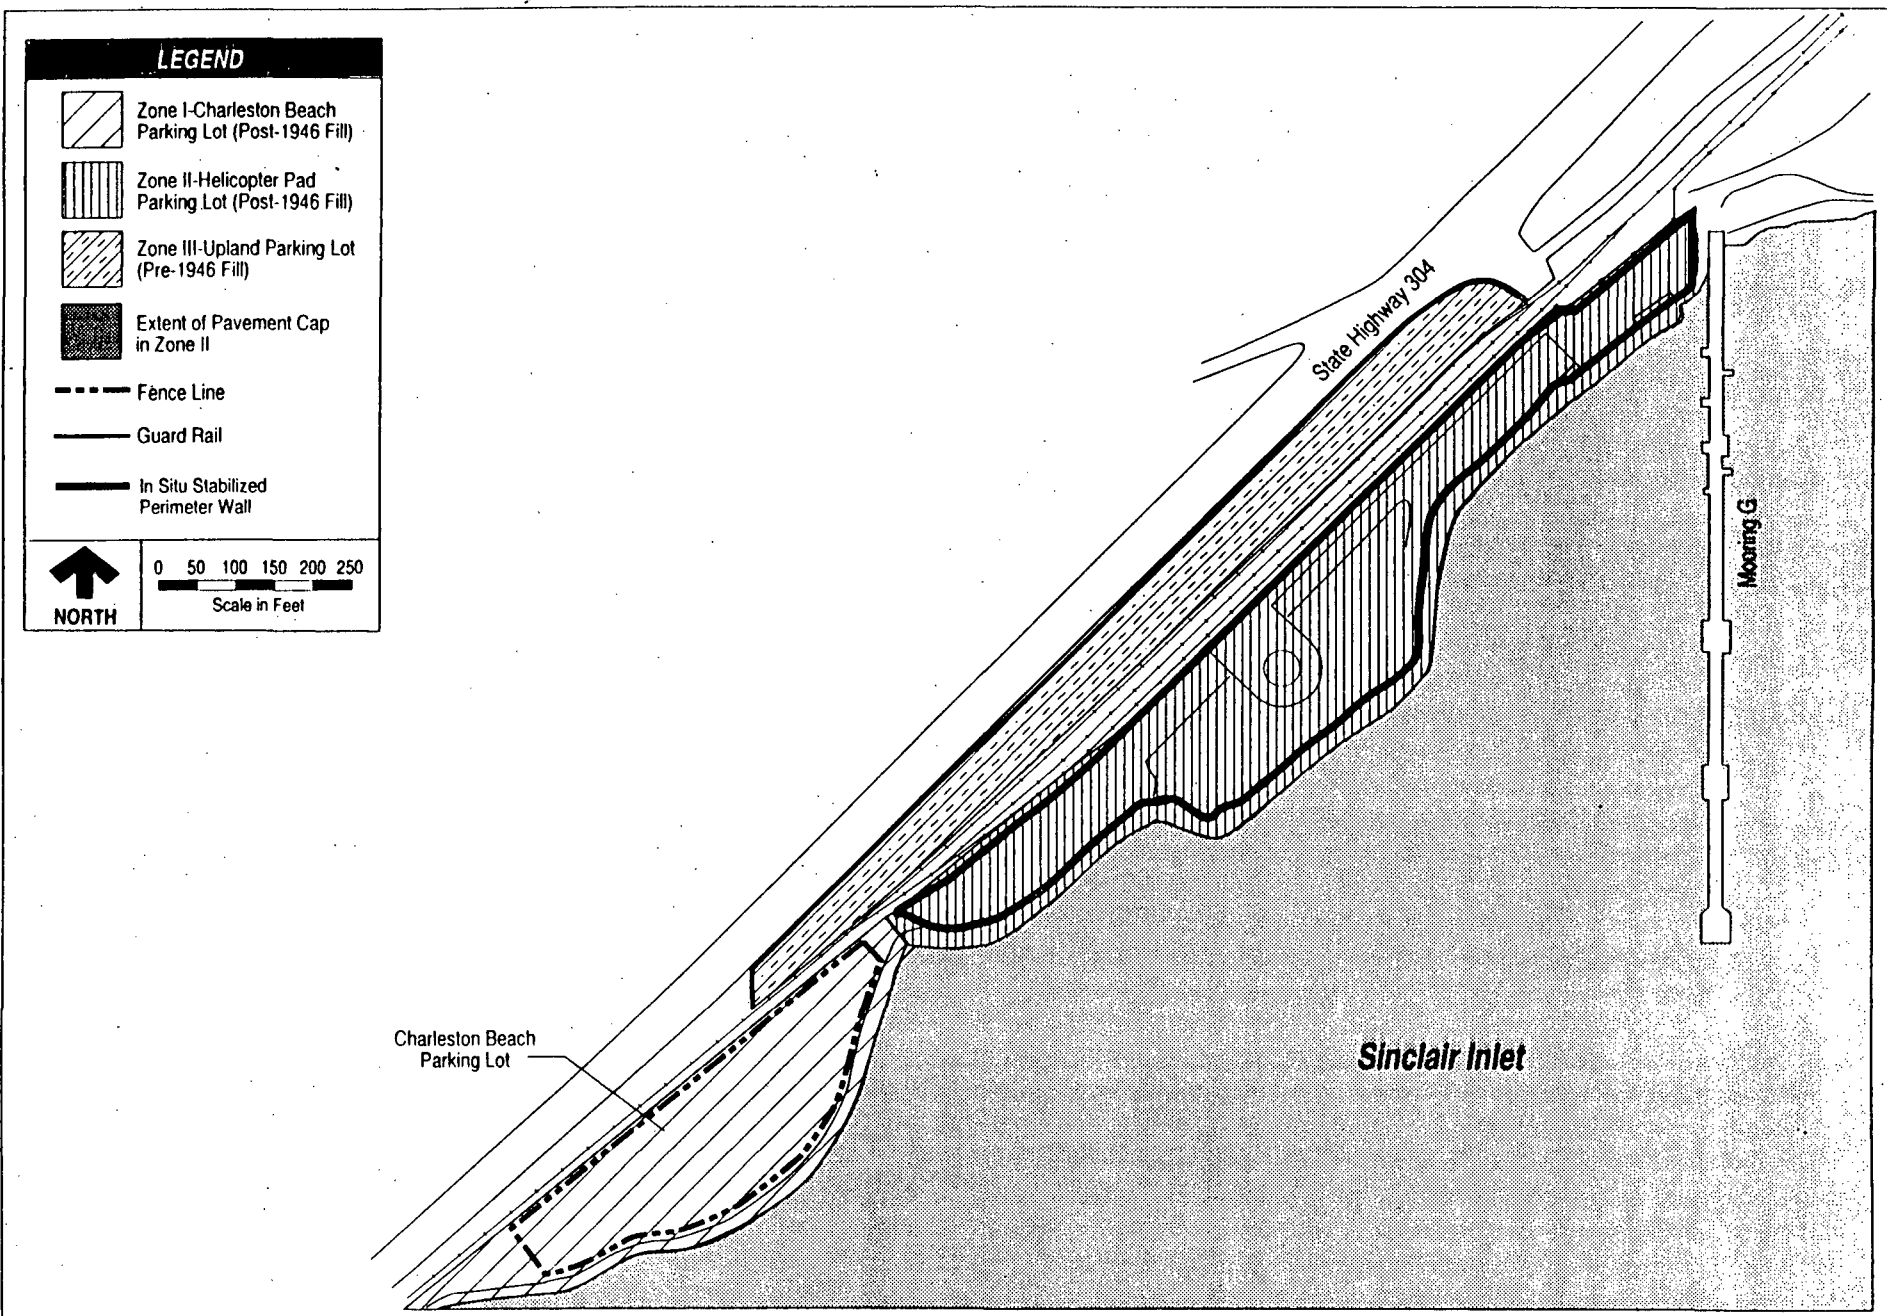 LEGEND
Zone I-Charleston Beach
Parking Lot (Post-1946 Fill)
Zone II-Helicopter Pad
Parking Lot (Post-1946 Fill)
Zone III-Upland Parking Lot
(Pre-1946 Fill)
Extent of Pavement Cap
in Zone II
Fence Line
Guard Rail
In Situ Stabilized
Perimeter Wall
NORTH
0 50 100 150 200 250
Scale in Feet
State Highway 304
Mooring G
Charleston Beach
Parking Lot
Sinclair Inlet